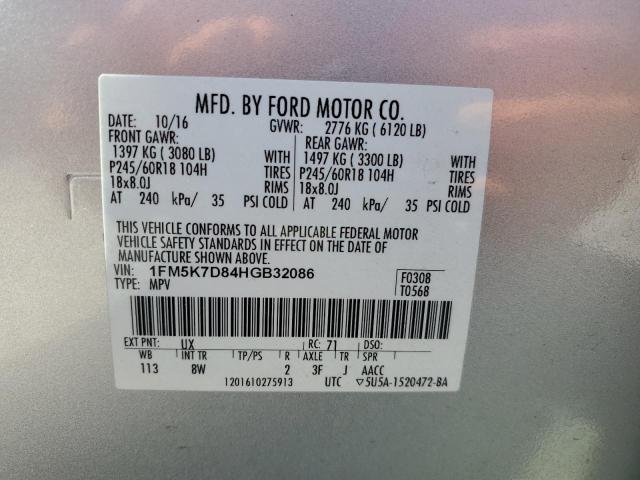 MFD. BY FORD MOTOR CO.
DATE: 10/16 GVWR: 2776 KG ( 6120 LB)
FRONT GAWR: REAR GAWR:
1397 KG ( 3080 LB) WITH 1497 KG ( 3300 LB) WITH
P245/60R18 104H TIRES P245/60R18 104H TIRES
18x8.0J RIMS 18x8.0J RIMS
AT 240 kPa/ 35 PSI COLD AT 240 kPa/ 35 PSI COLD
THIS VEHICLE CONFORMS TO ALL APPLICABLE FEDERAL MOTOR
VEHICLE SAFETY STANDARDS IN EFFECT ON THE DATE OF
MANUFACTURE SHOWN ABOVE.
VIN: 1FM5K7D84HGB32086 F0308
TYPE: MPV T0568
EXT PNT: UX RC: 71 DSO:
WB INT TR TP/PS R AXLE TR SPR
113 8W 2 3F J AACC
1201610275913 UTC ▽5U5A-1520472-BA